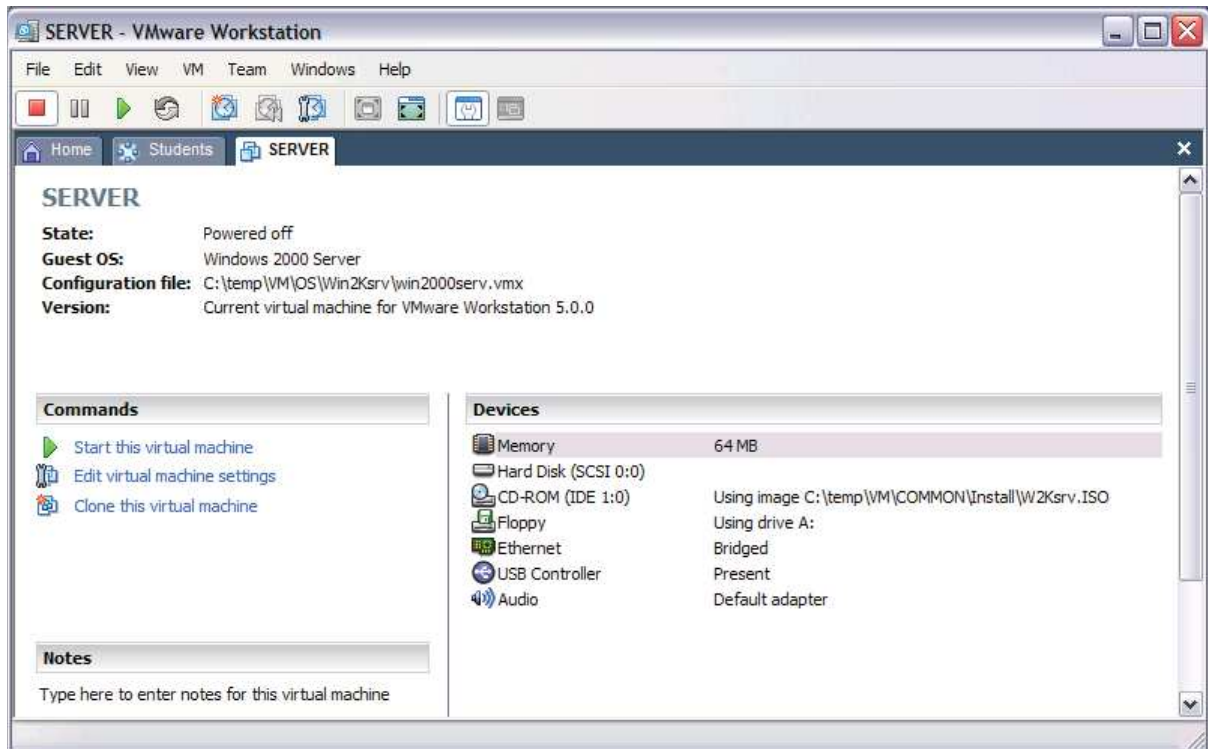 SERVER - VMware Workstation
File Edit View VM Team Windows Help
Home Students SERVER
SERVER
State: Powered off
Guest OS: Windows 2000 Server
Configuration file: C:\temp\VM\OS\Win2Ksrv\win2000serv.vmx
Version: Current virtual machine for VMware Workstation 5.0.0
Commands
Start this virtual machine
Edit virtual machine settings
Clone this virtual machine
Notes
Type here to enter notes for this virtual machine
Devices
Memory 64 MB
Hard Disk (SCSI 0:0)
CD-ROM (IDE 1:0) Using image C:\temp\VM\COMMON\Install\W2Ksrv.ISO
Floppy Using drive A:
Ethernet Bridged
USB Controller Present
Audio Default adapter